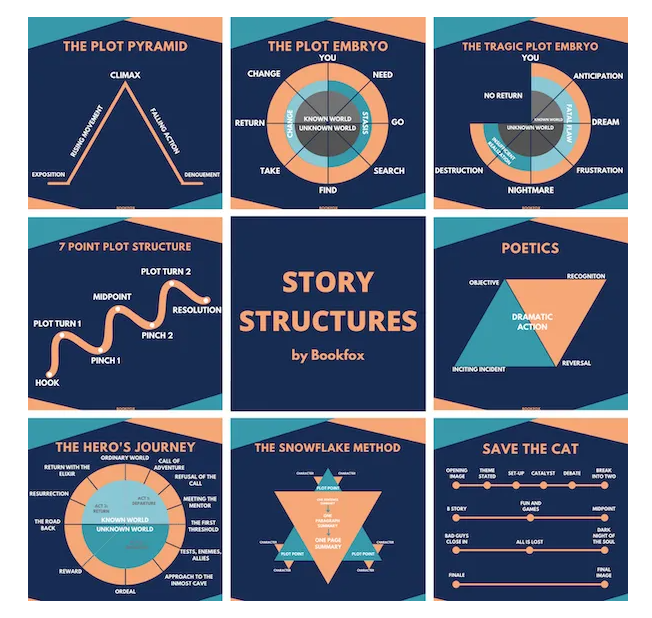 THE PLOT PYRAMID
CLIMAX
RISING MOVEMENT
FALLING ACTION
EXPOSITION
DENOUEMENT
BOOKFOX
THE PLOT EMBRYO
YOU
CHANGE
NEED
CHANGE
STASIS
KNOWN WORLD
UNKNOWN WORLD
RETURN
GO
TAKE
SEARCH
FIND
THE TRAGIC PLOT EMBRYO
YOU
ANTICIPATION
NO RETURN
FATAL FLAW
KNOWN WORLD
UNKNOWN WORLD
DREAM
INSUFFICIENT
REALIZATION
DESTRUCTION
FRUSTRATION
NIGHTMARE
7 POINT PLOT STRUCTURE
PLOT TURN 2
MIDPOINT
RESOLUTION
PLOT TURN 1
PINCH 2
PINCH 1
HOOK
BOOKFOX
STORY
STRUCTURES
by Bookfox
POETICS
OBJECTIVE
RECOGNITON
DRAMATIC
ACTION
INCITING INCIDENT
REVERSAL
THE HERO'S JOURNEY
ORDINARY WORLD
RETURN WITH THE
ELIXIR
CALL OF
ADVENTURE
REFUSAL OF THE
CALL
RESURRECTION
MEETING THE
MENTOR
RETURN
DEPARTURE
THE ROAD
BACK
KNOWN WORLD
UNKNOWN WORLD
THE FIRST
THRESHOLD
TESTS, ENEMIES,
ALLIES
REWARD
APPROACH TO THE
INMOST CAVE
ORDEAL
THE SNOWFLAKE METHOD
CHARACTER
CHARACTER
PLOT POINT
ONE
PARAGRAPH
SUMMARY
ONE PAGE
SUMMARY
CHARACTER
CHARACTER
PLOT POINT
PLOT POINT
CHARACTER
CHARACTER
SAVE THE CAT
OPENING
IMAGE
THEME
STATED
SET-UP
CATALYST
DEBATE
BREAK
INTO TWO
B STORY
FUN AND
GAMES
MIDPOINT
BAD GUYS
CLOSE IN
ALL IS LOST
DARK
NIGHT OF
THE SOUL
FINALE
FINAL
IMAGE